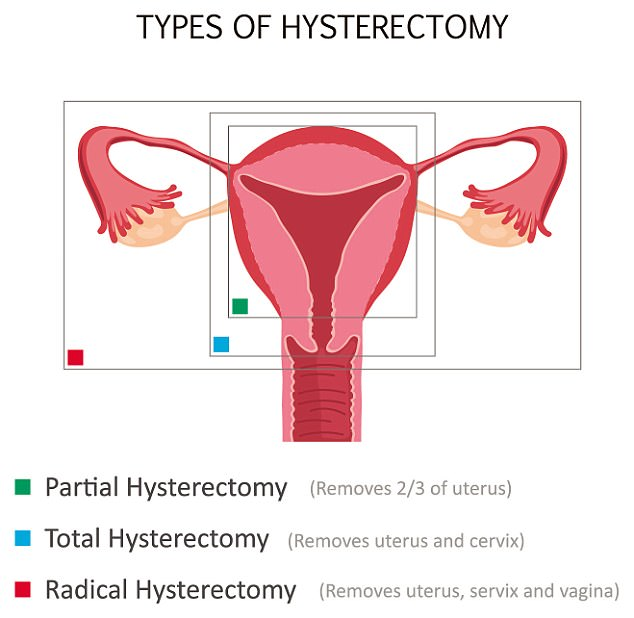 TYPES OF HYSTERECTOMY
Partial Hysterectomy (Removes 2/3 of uterus)
Total Hysterectomy (Removes uterus and cervix)
Radical Hysterectomy (Removes uterus, servix and vagina)